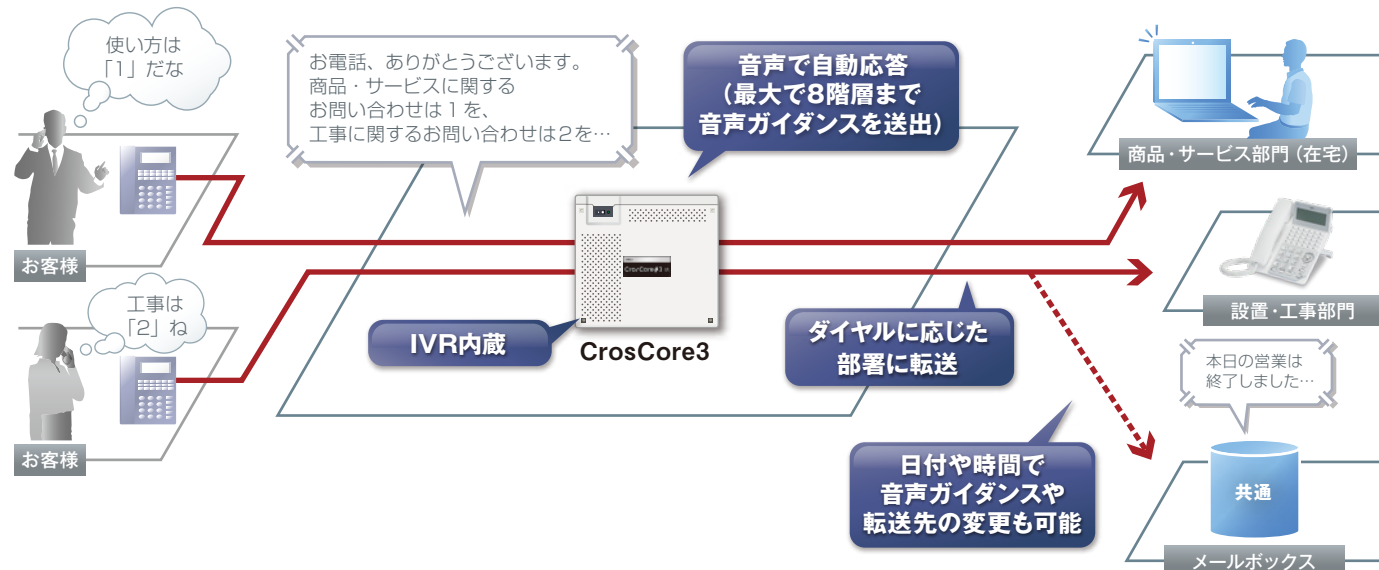 使い方は
「1」だな
お電話、ありがとうございます。
商品・サービスに関する
お問い合わせは1を、
工事に関するお問い合わせは2を…
音声で自動応答
(最大で8階層まで
音声ガイダンスを送出)
商品・サービス部門(在宅)
お客様
工事は
「2」ね
お客様
CrosCore3
IVR内蔵
CrosCore3
ダイヤルに応じた
部署に転送
設置・工事部門
本日の営業は
終了しました…
日付や時間で
音声ガイダンスや
転送先の変更も可能
共通
メールボックス